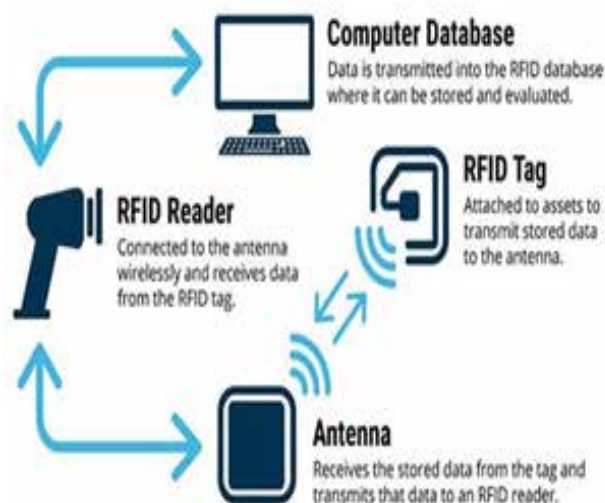 Computer Database
Data is transmitted into the RFID database
where it can be stored and evaluated.
RFID Tag
Attached to assets to
transmit stored data
to the antenna.
RFID Reader
Connected to the antenna
wirelessly and receives data
from the RFID tag.
Antenna
Receives the stored data from the tag and
transmits that data to an RFID reader.